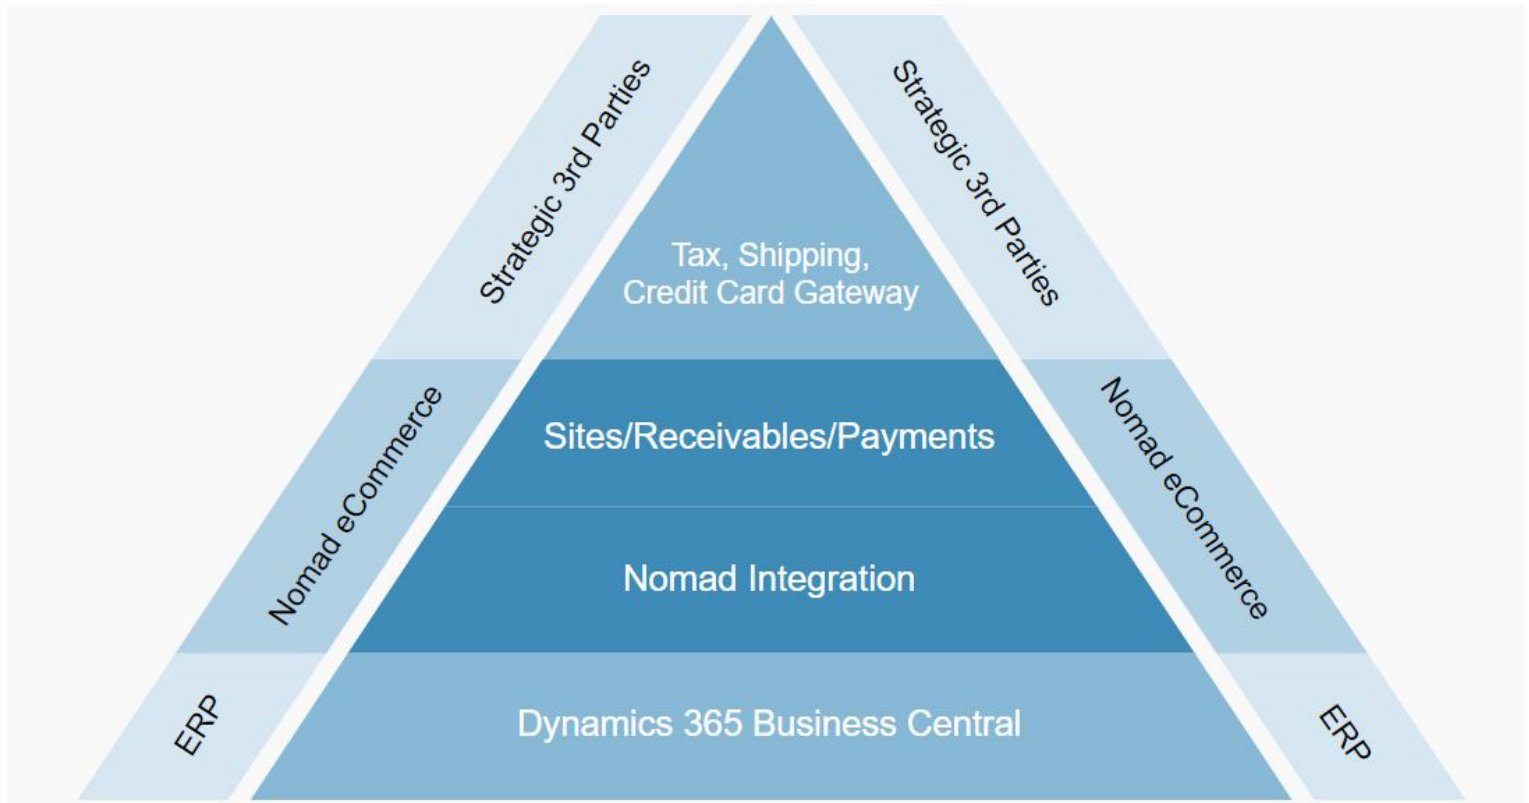 Strategic 3rd Parties
Strategic 3rd Parties
Tax, Shipping,
Credit Card Gateway
Nomad eCommerce
Sites/Receivables/Payments
Nomad eCommerce
Nomad Integration
ERP
Dynamics 365 Business Central
ERP